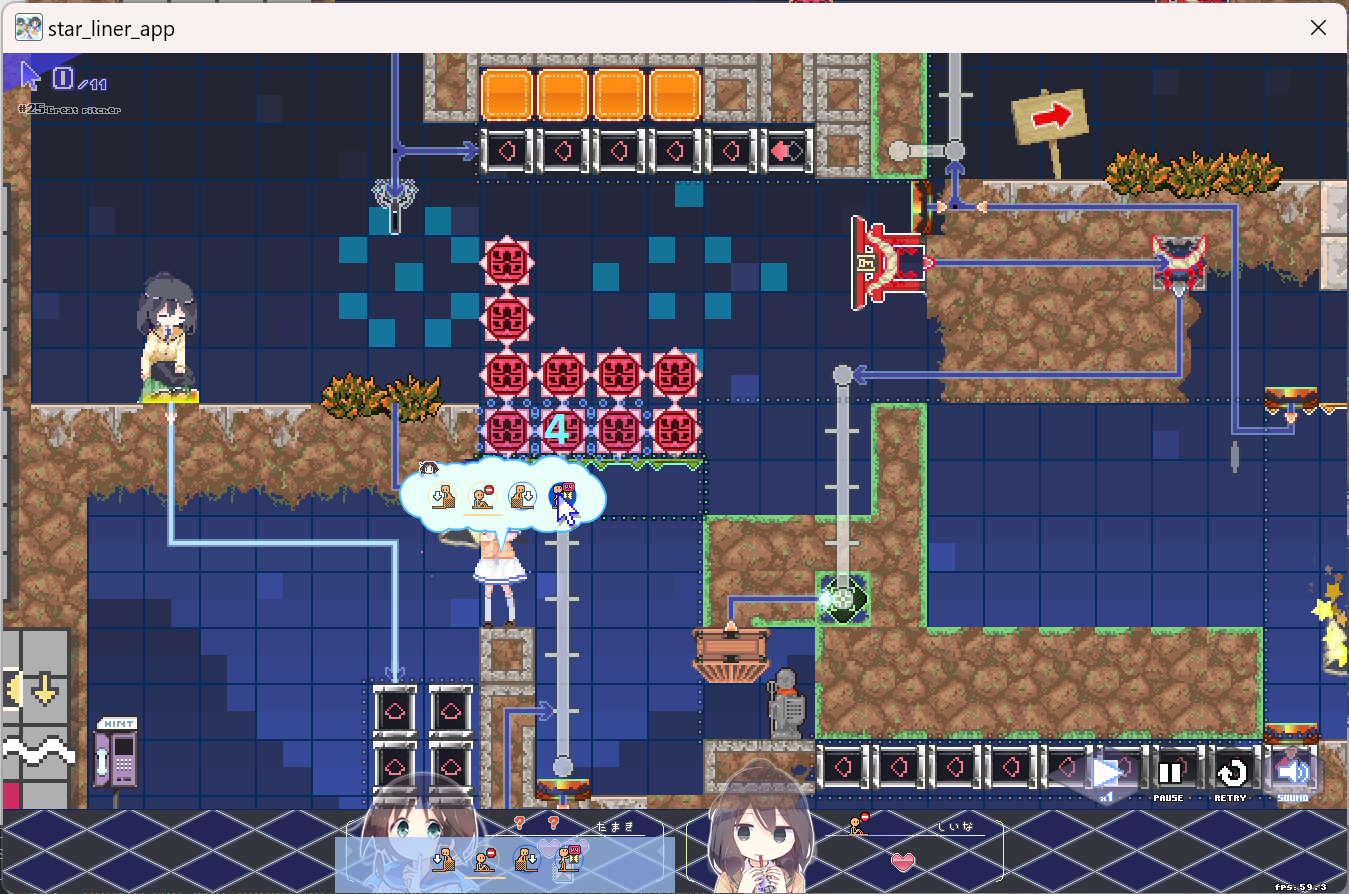 star_liner_app
/11
#25:Great pitcher
4
HINT
x1
PAUSE
RETRY
SOUND
? ?
たまき
しいな
fps:59.3